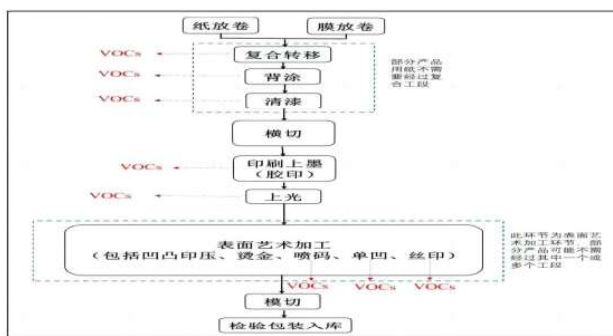 纸放卷
膜放卷
VOCs
复合转移
VOCs
背涂
VOCs
清漆
部分产品
用纸不需
要经过复
合工段
横切
VOCs
印刷上墨
(胶印)
VOCs
上光
表面艺术加工
(包括凹凸印压、烫金、喷码、单凹、丝印)
此环节为表面艺
术加工环节，部
分产品可能不需
经过其中一个或
多个工段
VOCs
VOCs
VOCs
模切
检验包装入库